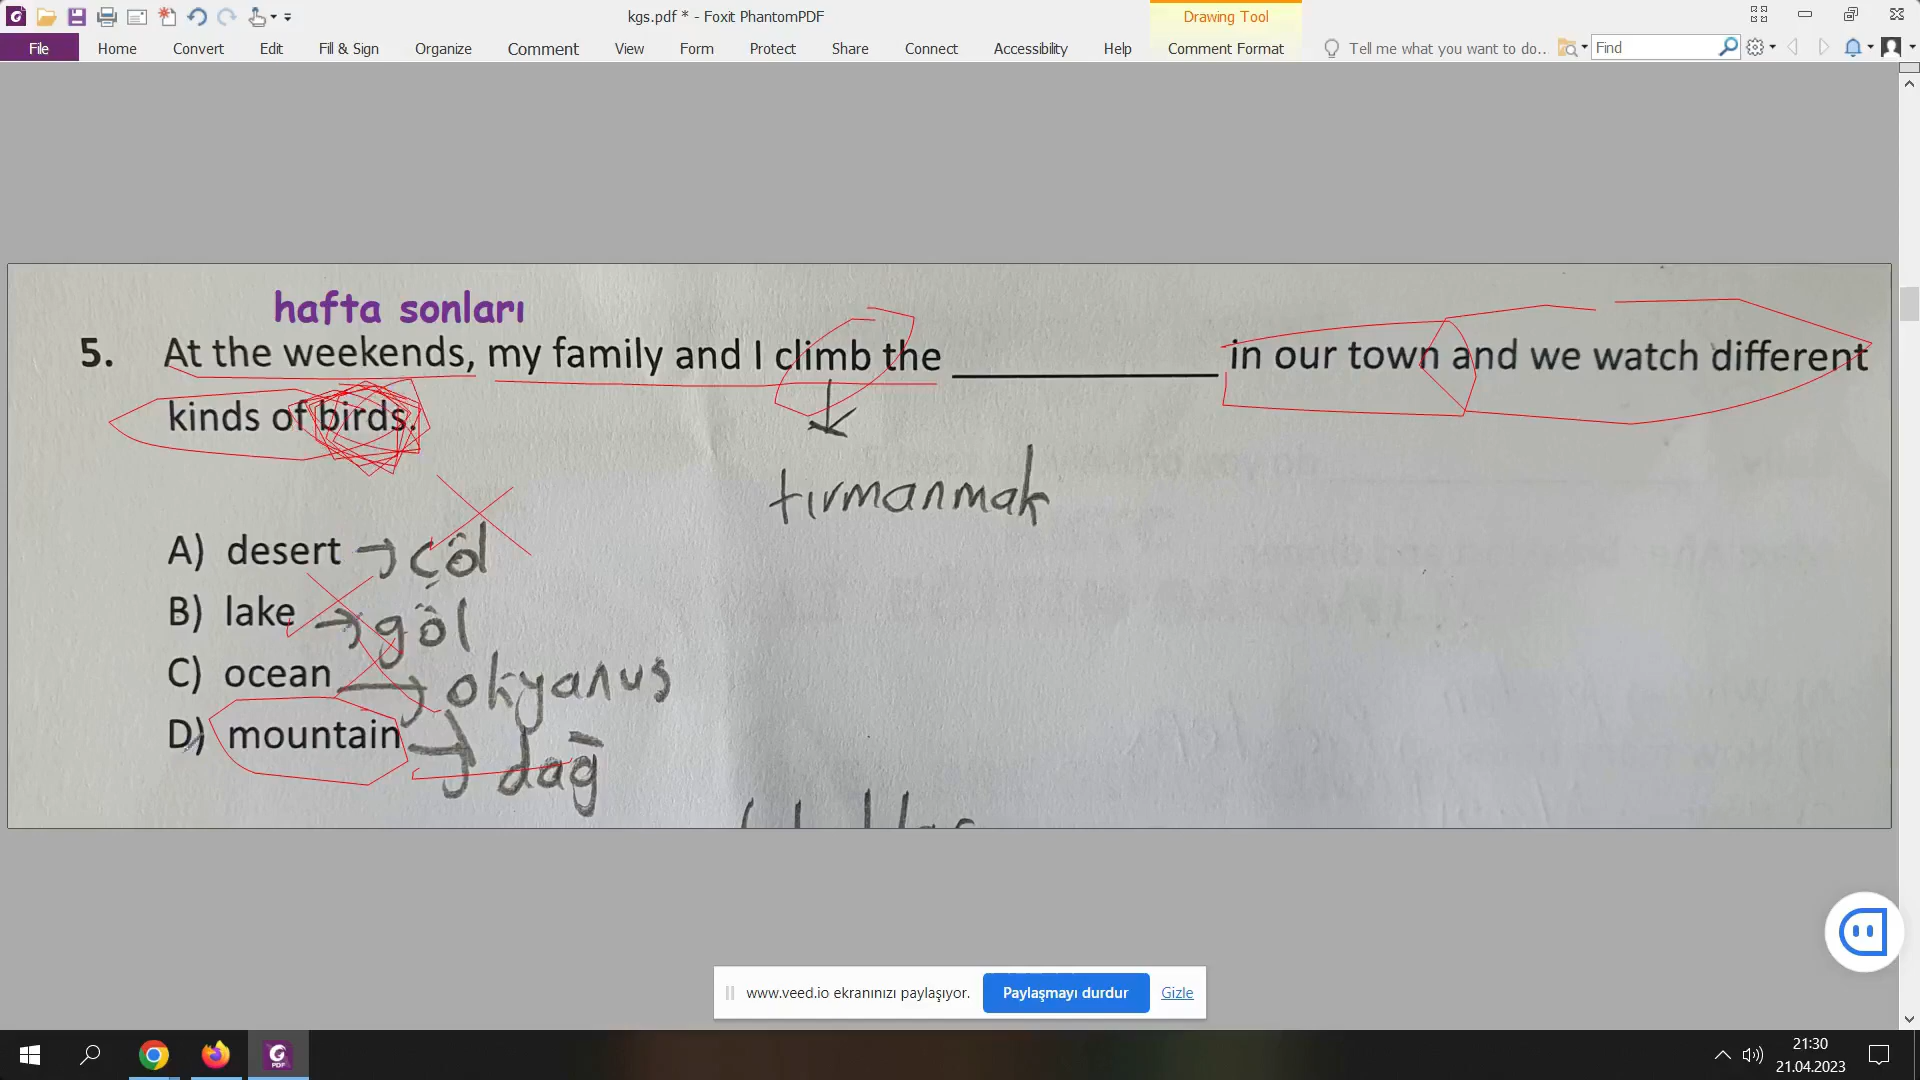 kgs.pdf * - Foxit PhantomPDF
Drawing Tool
File Home Convert Edit Fill & Sign Organize Comment View Form Protect Share Connect Accessibility Help Comment Format Tell me what you want to do.. Find
hafta sonları
5. At the weekends, my family and I climb the ____________ in our town and we watch different
kinds of birds.
tırmanmak
A) desert → çöl
B) lake → göl
C) ocean → okyanus
D) mountain → dağ
www.veed.io ekranınızı paylaşıyor. Paylaşmayı durdur Gizle
PDF
21:30
21.04.2023